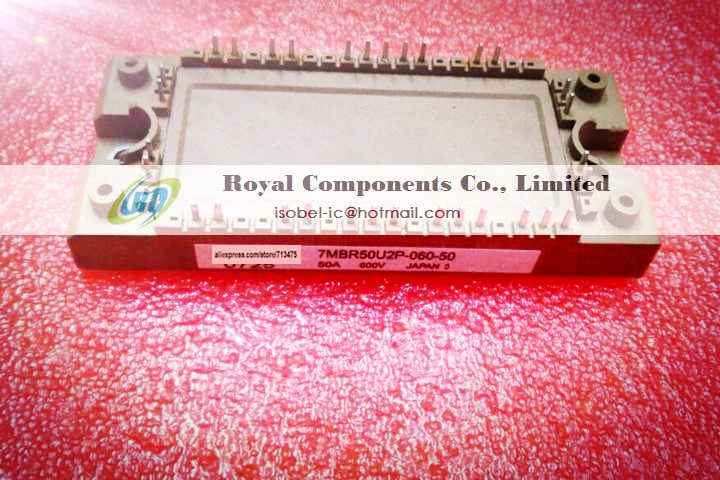 Royal Components Co., Limited
isobel-ic@hotmail.com
aliexpress.com/store/713475
7MBR50U2P-060-50
50A 600V JAPAN O